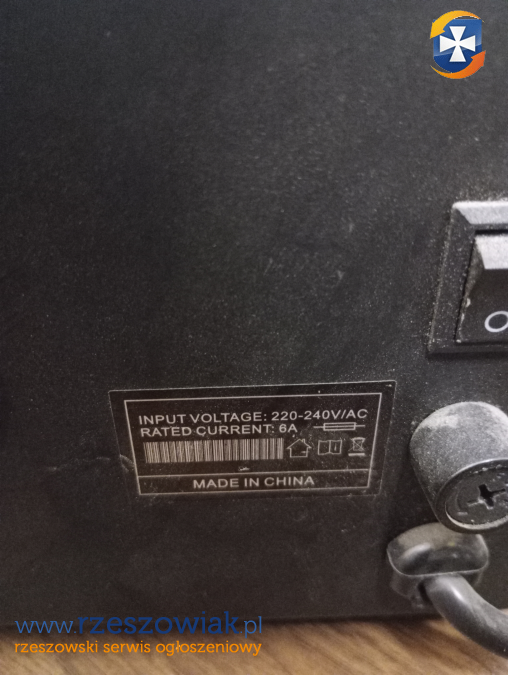 O
INPUT VOLTAGE: 220-240V/AC
RATED CURRENT: 6A
MADE IN CHINA
www.rzeszowiak.pl
rzeszowski serwis ogłoszeniowy